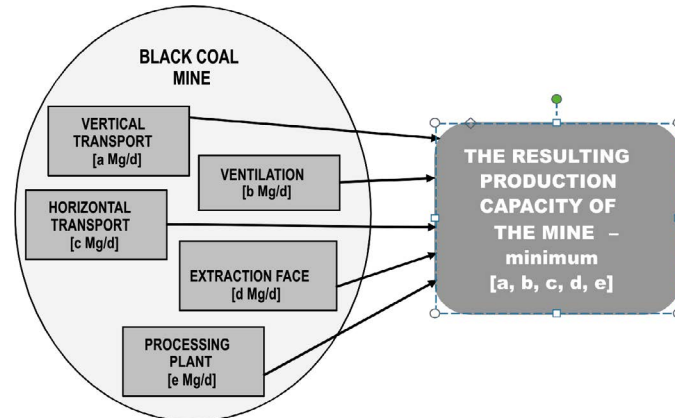 BLACK COAL
MINE
VERTICAL
TRANSPORT
[a Mg/d]
VENTILATION
[b Mg/d]
HORIZONTAL
TRANSPORT
[c Mg/d]
EXTRACTION FACE
[d Mg/d]
PROCESSING
PLANT
[e Mg/d]
THE RESULTING
PRODUCTION
CAPACITY OF
THE MINE –
minimum
[a, b, c, d, e]